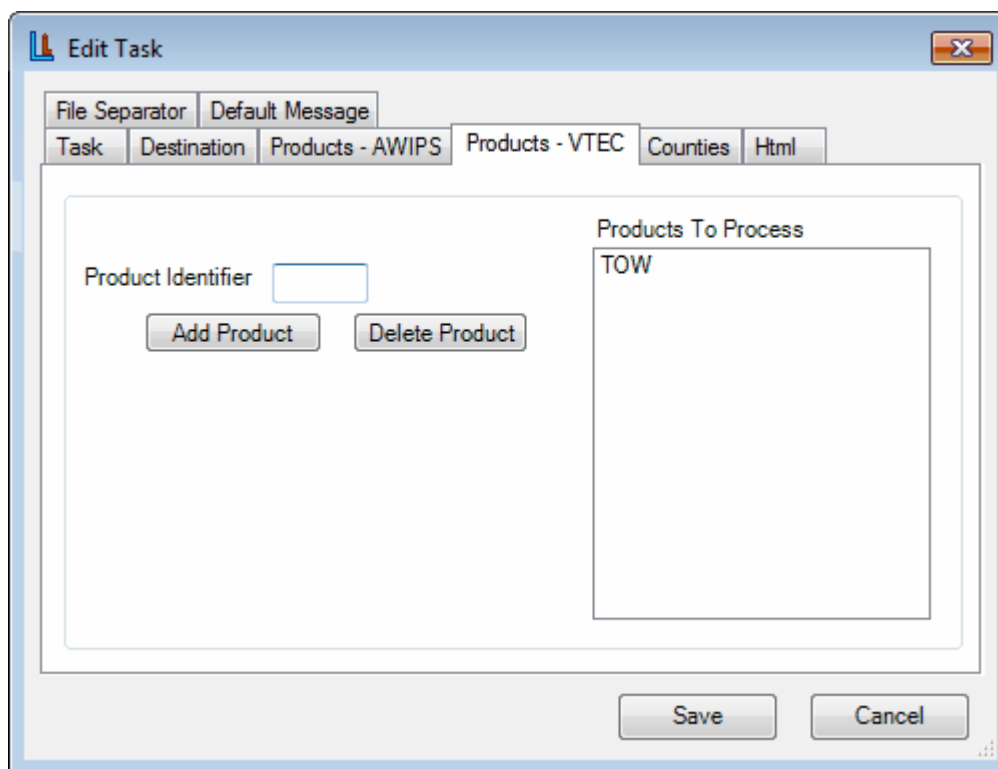 Edit Task
File Separator Default Message
Task Destination Products - AWIPS Products - VTEC Counties Html
Products To Process
TOW
Product Identifier
Add Product Delete Product
Save Cancel